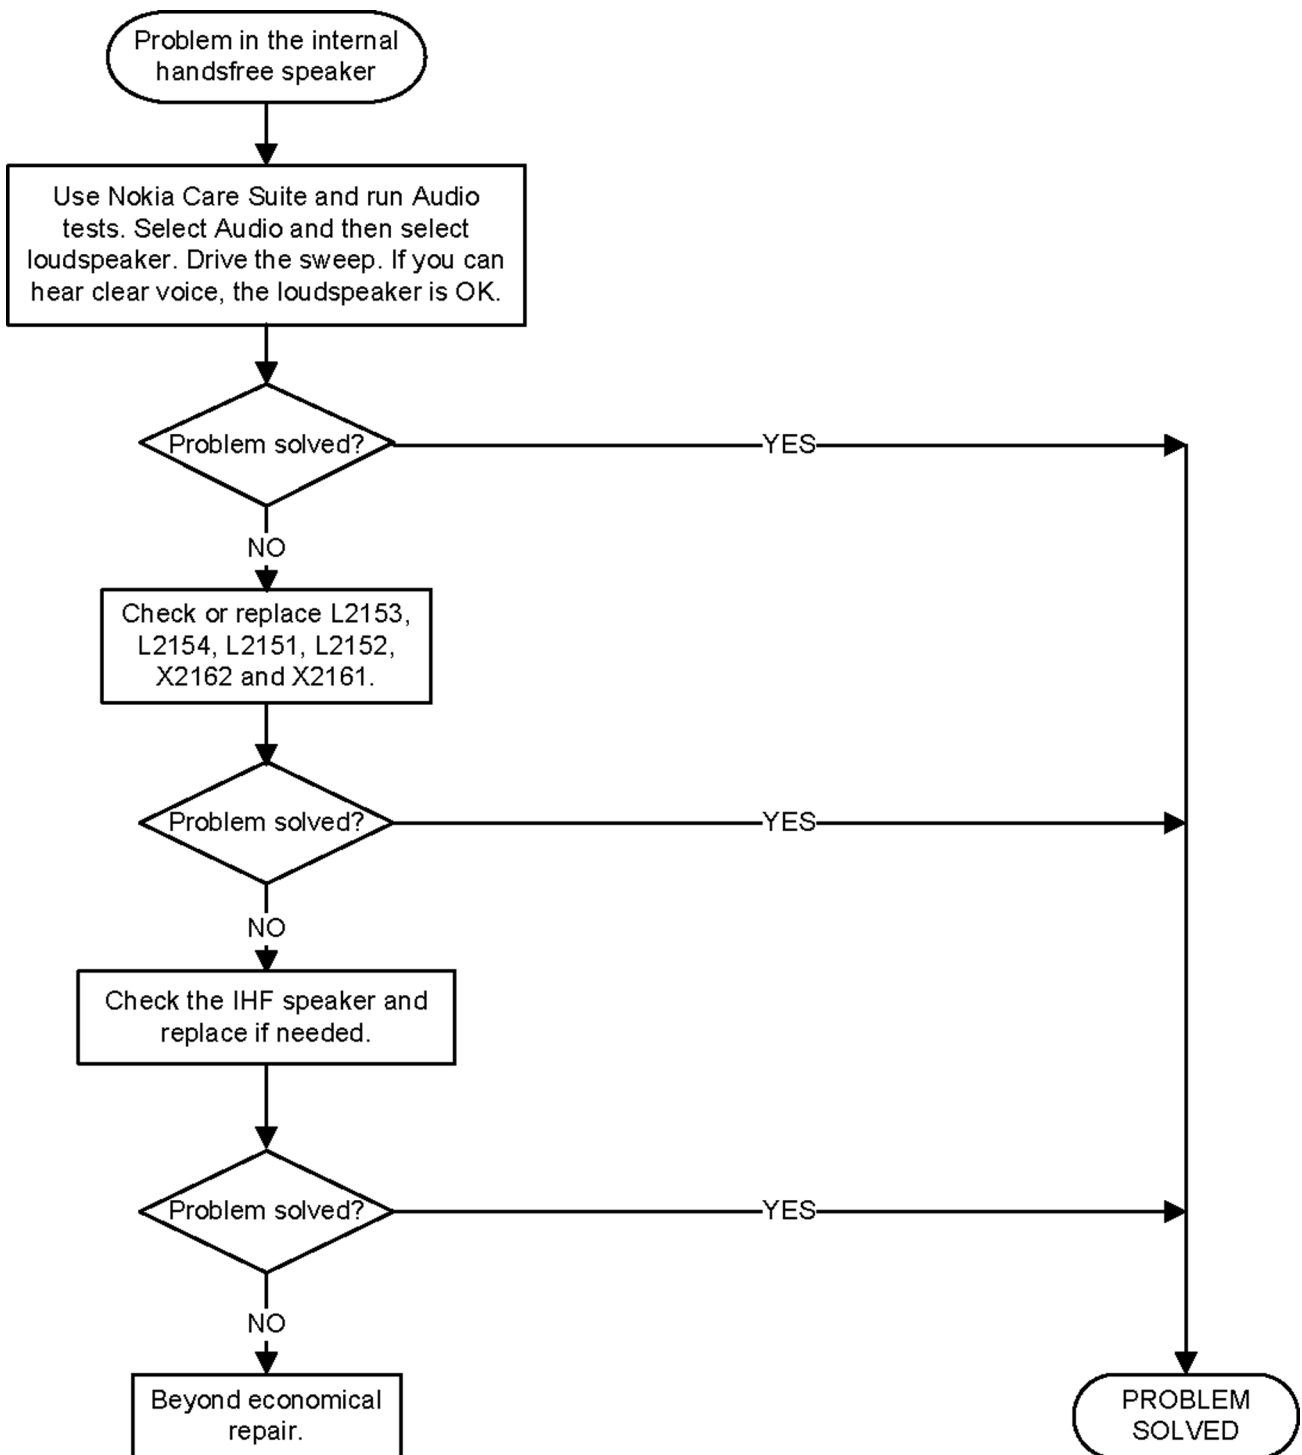 Problem in the internal
handsfree speaker
Use Nokia Care Suite and run Audio
tests. Select Audio and then select
loudspeaker. Drive the sweep. If you can
hear clear voice, the loudspeaker is OK.
Problem solved?
YES
NO
Check or replace L2153,
L2154, L2151, L2152,
X2162 and X2161.
Problem solved?
YES
NO
Check the IHF speaker and
replace if needed.
Problem solved?
YES
NO
Beyond economical
repair.
PROBLEM
SOLVED